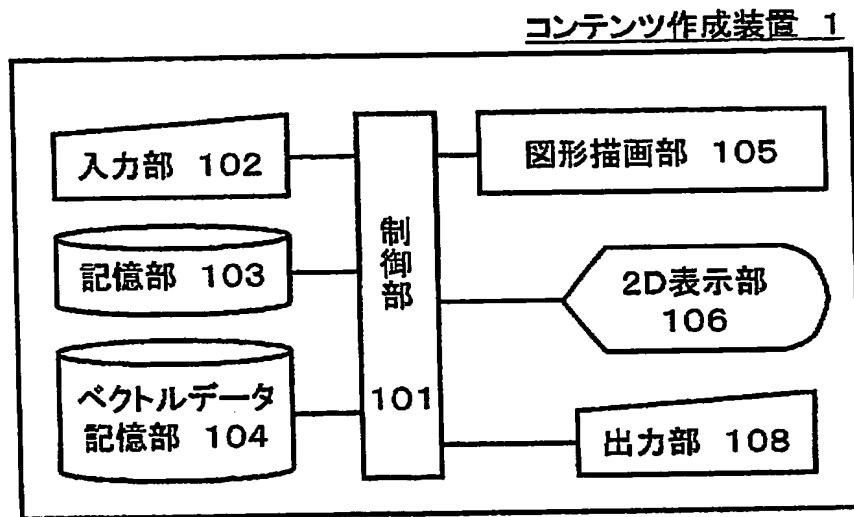 コンテンツ作成装置 1
入力部 102
記憶部 103
ベクトルデータ
記憶部 104
制
御
部
101
図形描画部 105
2D表示部
106
出力部 108